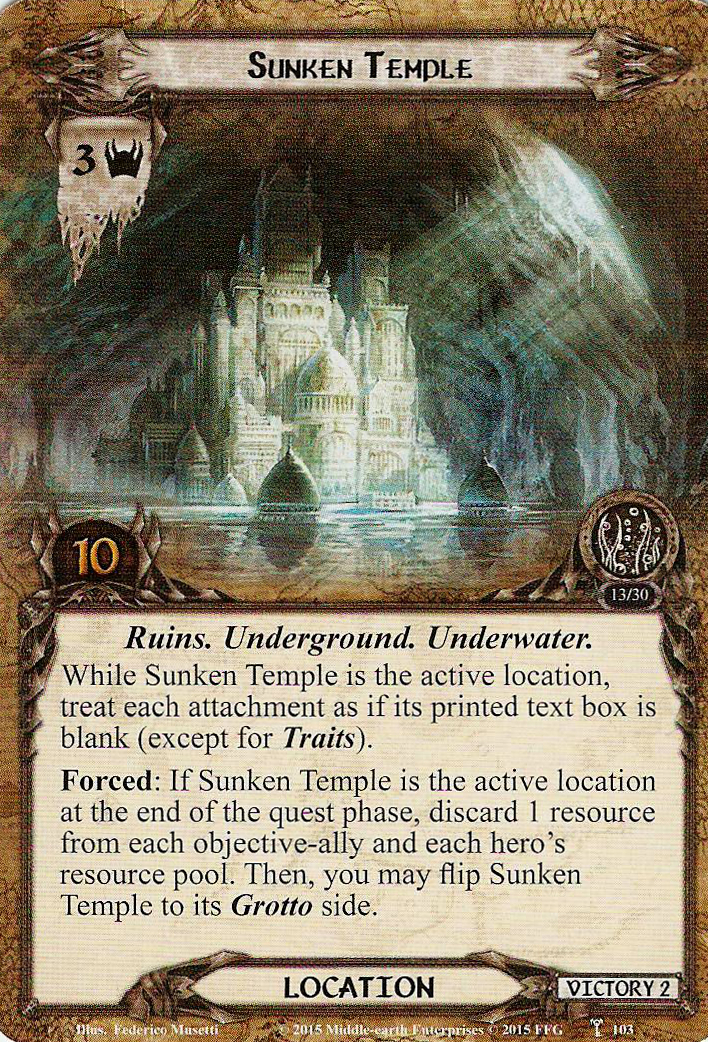 Sunken Temple
3
10
13/30
Ruins. Underground. Underwater.
While Sunken Temple is the active location,
treat each attachment as if its printed text box is
blank (except for Traits).
Forced: If Sunken Temple is the active location
at the end of the quest phase, discard 1 resource
from each objective-ally and each hero's
resource pool. Then, you may flip Sunken
Temple to its Grotto side.
LOCATION
VICTORY 2
Illus. Federico Musetti
© 2015 Middle-earth Enterprises © 2015 FFG
103